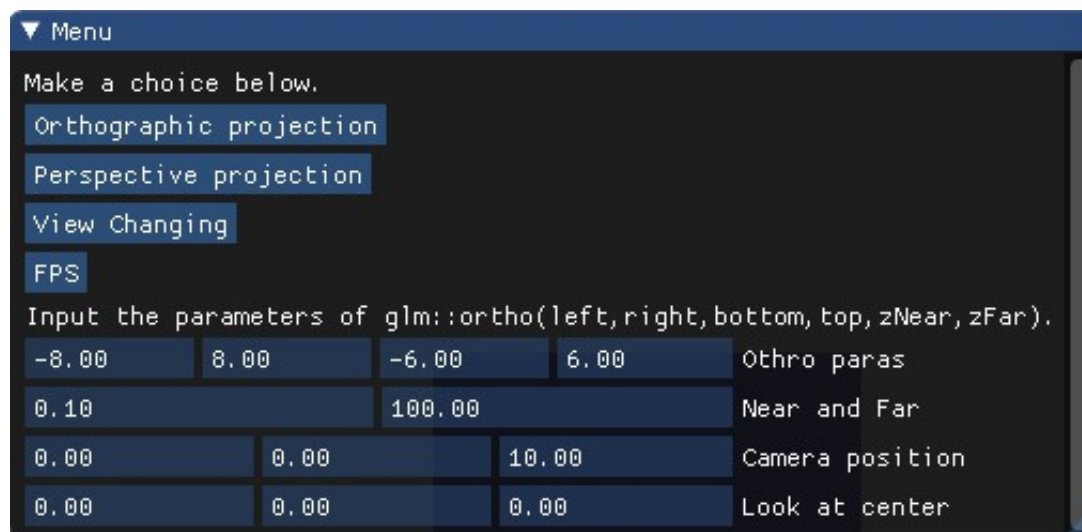 Menu
Make a choice below.
Orthographic projection
Perspective projection
View Changing
FPS
Input the parameters of glm::ortho(left,right,bottom,top,zNear,zFar).
-8.00 8.00 -6.00 6.00 Othro paras
0.10 100.00 Near and Far
0.00 0.00 10.00 Camera position
0.00 0.00 0.00 Look at center